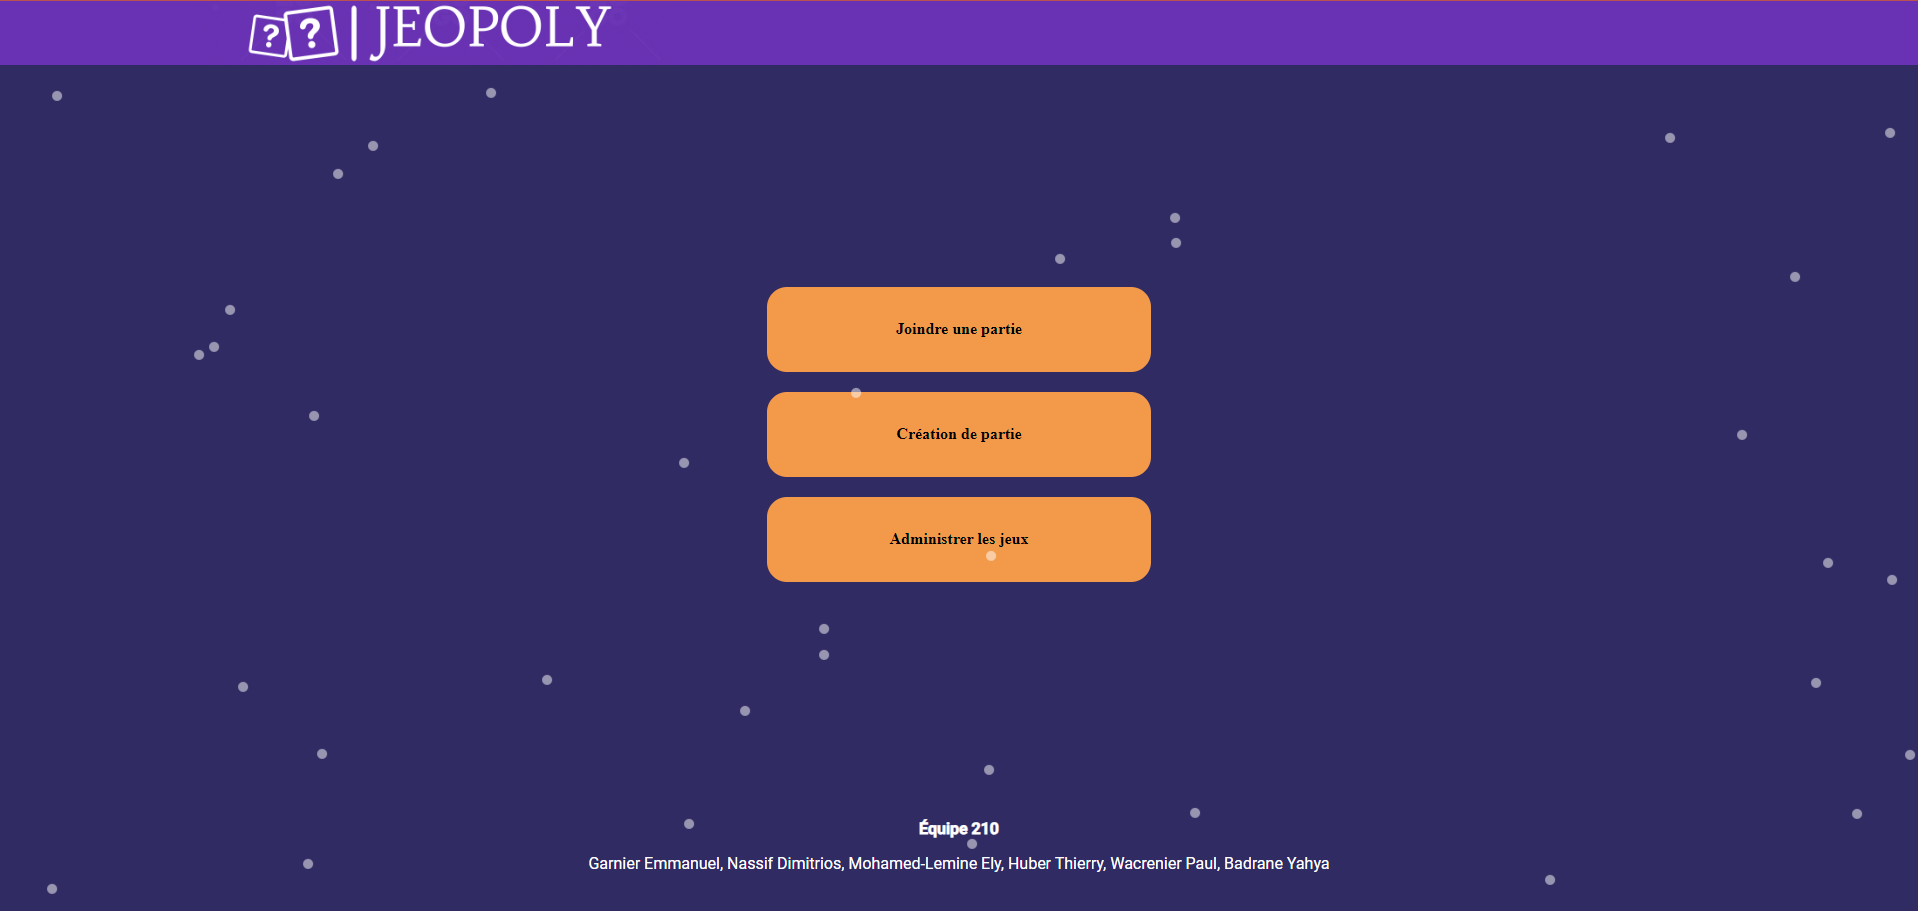 ? ? | JEOPOLY
Joindre une partie
Création de partie
Administrer les jeux
Équipe 210
Garnier Emmanuel, Nassif Dimitrios, Mohamed-Lemine Ely, Huber Thierry, Wacrenier Paul, Badrane Yahya